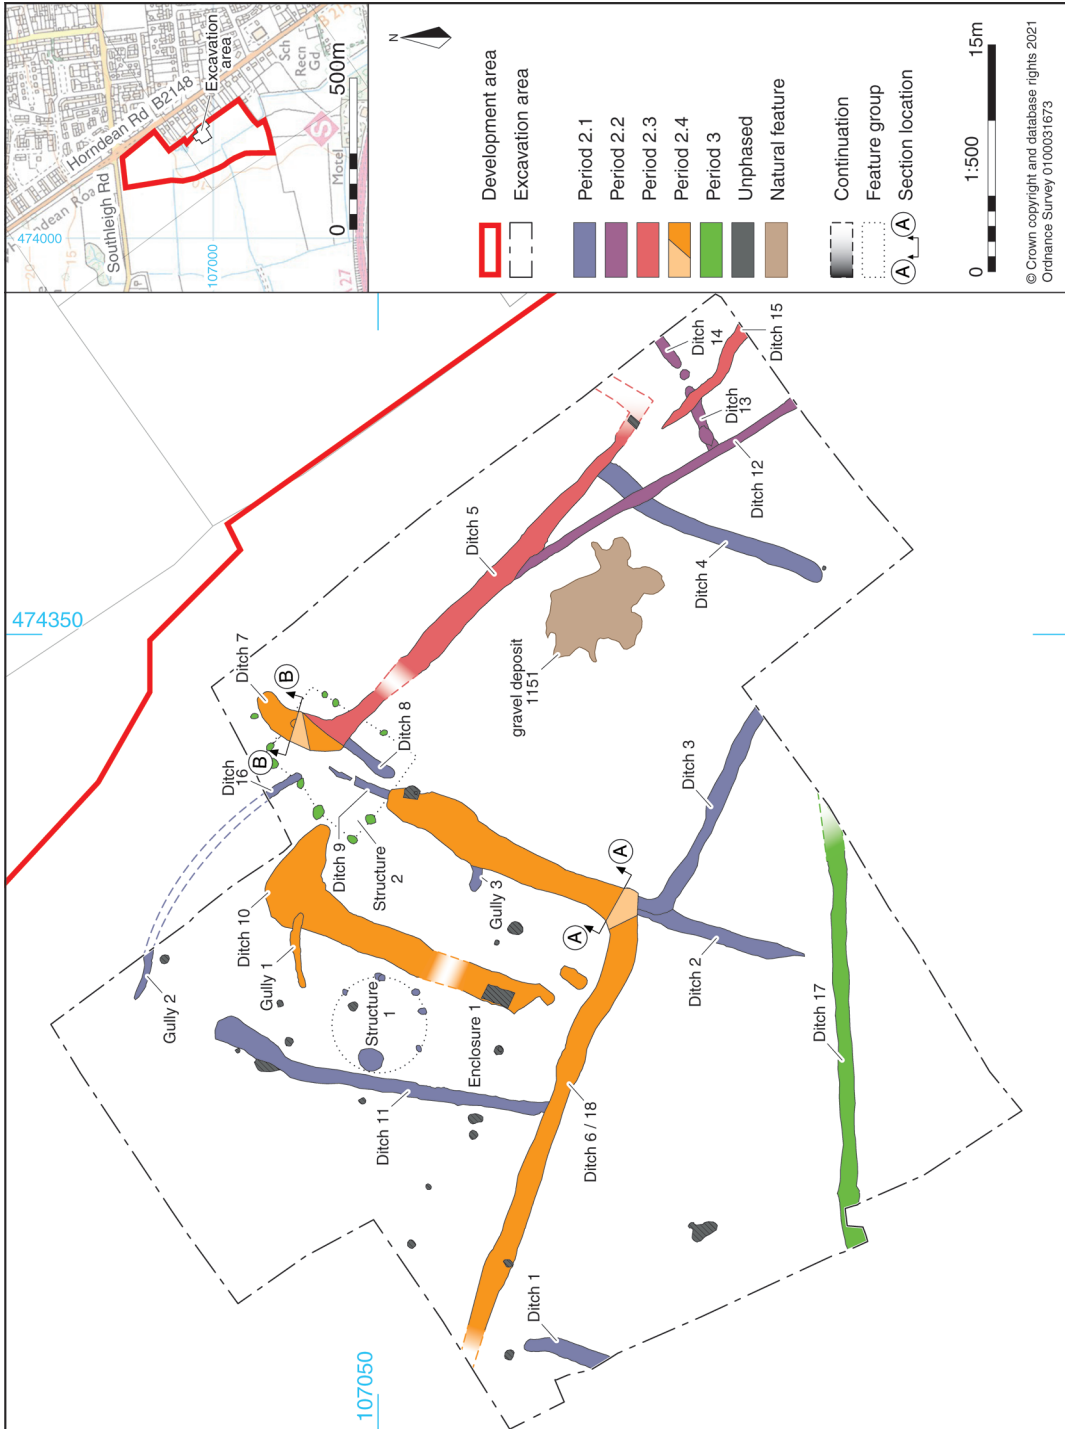 Horndean Rd B2148
Southleigh Rd
Excavation
area
Sch
Recn
Gd
Motel
A27
474000
107000
0
500m
N
Development area
Excavation area
Period 2.1
Period 2.2
Period 2.3
Period 2.4
Period 3
Unphased
Natural feature
Continuation
Feature group
A
A
Section location
0
1:500
15m
© Crown copyright and database rights 2021
Ordnance Survey 0100031673
474350
107050
Gully 2
Ditch
16
Ditch 7
B
B
Ditch 8
Ditch 10
Gully 1
Ditch 9
Structure
2
Structure
1
Gully 3
Enclosure 1
Ditch 11
Ditch 6 / 18
A
A
Ditch 1
Ditch 2
Ditch 3
Ditch 17
Ditch 5
gravel deposit
1151
Ditch 4
Ditch 12
Ditch
13
Ditch
14
Ditch 15